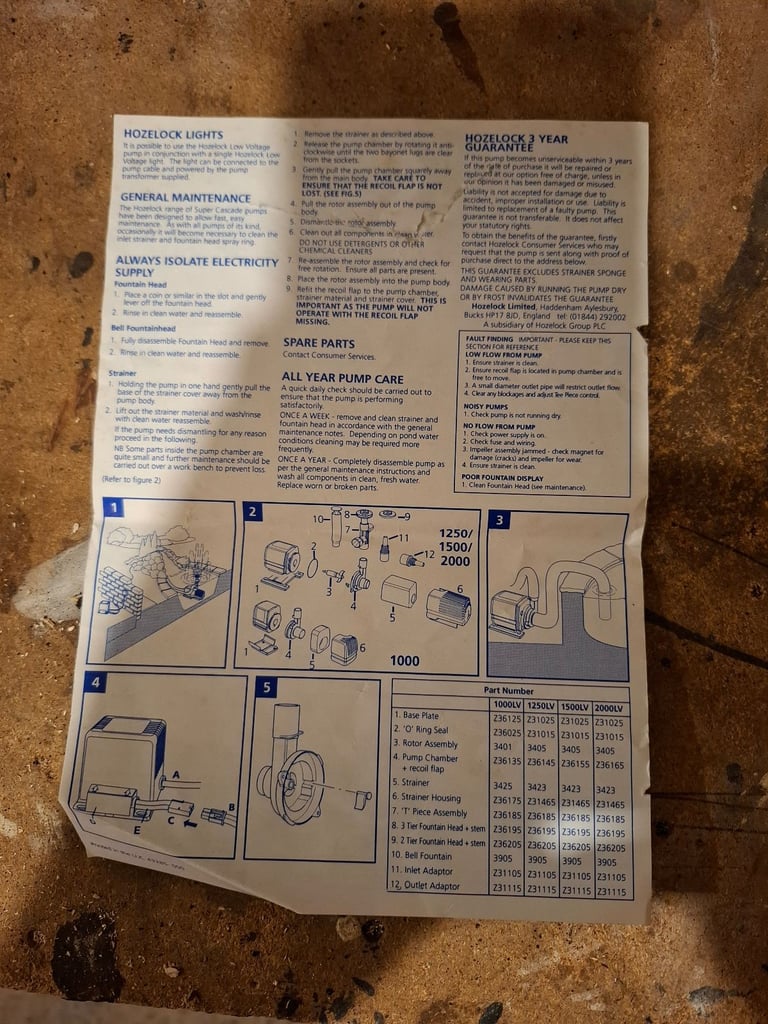 HOZELOCK LIGHTS
It is possible to use the Hozelock Low Voltage
pump in conjunction with a single Hozelock Low
Voltage light. The light can be connected to the
pump cable and powered by the pump
transformer supplied.
GENERAL MAINTENANCE
The Hozelock range of Super Cascade pumps
have been designed to allow fast, easy
maintenance. As with all pumps of its kind,
occasionally it will become necessary to clean the
inlet strainer and fountain head spray ring.
ALWAYS ISOLATE ELECTRICITY
SUPPLY
Fountain Head
1. Place a coin or similar in the slot and gently
lever off the fountain head.
2. Rinse in clean water and reassemble.
Bell Fountainhead
1. Fully disassemble Fountain Head and remove.
2. Rinse in clean water and reassemble.
Strainer
1. Holding the pump in one hand gently pull the
base of the strainer cover away from the
pump body.
2. Lift out the strainer material and wash/rinse
with clean water reassemble.
If the pump needs dismantling for any reason
proceed in the following.
NB Some parts inside the pump chamber are
quite small and further maintenance should be
carried out over a work bench to prevent loss.
(Refer to figure 2)
1. Remove the strainer as described above.
2. Release the pump chamber by rotating it anti-
clockwise until the two bayonet lugs are clear
from the sockets.
3. Gently pull the pump chamber squarely away
from the main body. TAKE CARE TO
ENSURE THAT THE RECOIL FLAP IS NOT
LOST. (SEE FIG.5)
4. Pull the rotor assembly out of the pump
body.
5. Dismantle the rotor assembly.
6. Clean out all components in clean water.
DO NOT USE DETERGENTS OR OTHER
CHEMICAL CLEANERS
7. Re-assemble the rotor assembly and check for
free rotation. Ensure all parts are present.
8. Place the rotor assembly into the pump body.
9. Refit the recoil flap to the pump chamber,
strainer material and strainer cover. THIS IS
IMPORTANT AS THE PUMP WILL NOT
OPERATE WITH THE RECOIL FLAP
MISSING.
SPARE PARTS
Contact Consumer Services.
ALL YEAR PUMP CARE
A quick daily check should be carried out to
ensure that the pump is performing
satisfactorily.
ONCE A WEEK - remove and clean strainer and
fountain head in accordance with the general
maintenance notes. Depending on pond water
conditions cleaning may be required more
frequently.
ONCE A YEAR - Completely disassemble pump as
per the general maintenance instructions and
wash all components in clean, fresh water.
Replace worn or broken parts.
HOZELOCK 3 YEAR
GUARANTEE
If this pump becomes unserviceable within 3 years
of the date of purchase it will be repaired or
replaced at our option free of charge, unless in
our opinion it has been damaged or misused.
Liability is not accepted for damage due to
accident, improper installation or use. Liability is
limited to replacement of a faulty pump. This
guarantee is not transferable. It does not affect
your statutory rights.
To obtain the benefits of the guarantee, firstly
contact Hozelock Consumer Services who may
request that the pump is sent along with proof of
purchase direct to the address below.
THIS GUARANTEE EXCLUDES STRAINER SPONGE
AND WEARING PARTS.
DAMAGE CAUSED BY RUNNING THE PUMP DRY
OR BY FROST INVALIDATES THE GUARANTEE
Hozelock Limited, Haddenham Aylesbury,
Bucks HP17 8JD, England tel: (01844) 292002
A subsidiary of Hozelock Group PLC
FAULT FINDING IMPORTANT - PLEASE KEEP THIS
SECTION FOR REFERENCE
LOW FLOW FROM PUMP
1. Ensure strainer is clean.
2. Ensure recoil flap is located in pump chamber and is
free to move.
3. A small diameter outlet pipe will restrict outlet flow.
4. Clear any blockages and adjust Tee Piece control.
NOISY PUMPS
1. Check pump is not running dry.
NO FLOW FROM PUMP
1. Check power supply is on.
2. Check fuse and wiring.
3. Impeller assembly jammed - check magnet for
damage (cracks) and impeller for wear.
4. Ensure strainer is clean.
POOR FOUNTAIN DISPLAY
1. Clean Fountain Head (see maintenance).
1
2
10 8 9
7
11
12
1250/
1500/
2000
2
1
3
4
5
6
1
4
5
6
1000
3
4
A
B
C
D
E
5
Part Number
1000LV 1250LV 1500LV 2000LV
1. Base Plate Z36125 Z31025 Z31025 Z31025
2. 'O' Ring Seal Z36025 Z31015 Z31015 Z31015
3. Rotor Assembly 3401 3405 3405 3405
4. Pump Chamber Z36135 Z36145 Z36155 Z36165
+ recoil flap
5. Strainer 3425 3423 3423 3423
6. Strainer Housing Z36175 Z31465 Z31465 Z31465
7. 'T' Piece Assembly Z36185 Z36185 Z36185 Z36185
8. 3 Tier Fountain Head + stem Z36195 Z36195 Z36195 Z36195
9. 2 Tier Fountain Head + stem Z36205 Z36205 Z36205 Z36205
10. Bell Fountain 3905 3905 3905 3905
11. Inlet Adaptor Z31105 Z31105 Z31105 Z31105
12. Outlet Adaptor Z31115 Z31115 Z31115 Z31115
Printed in the U.K.